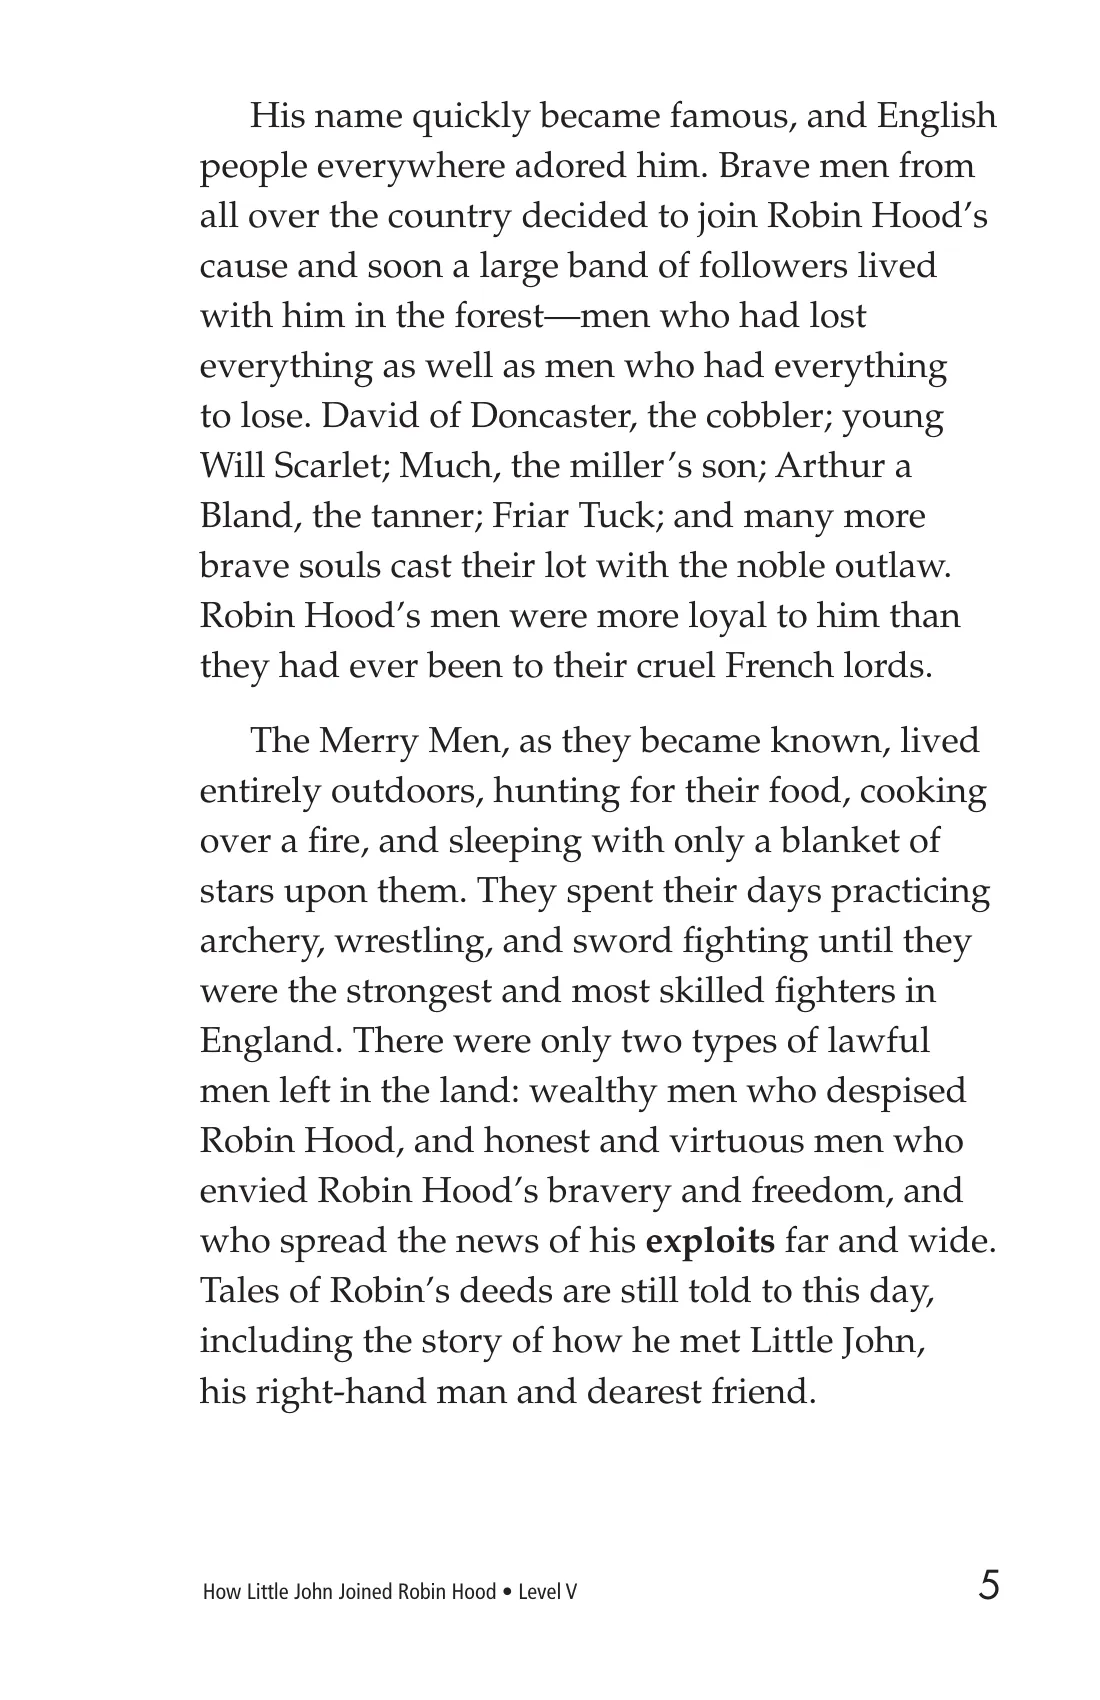 His name quickly became famous, and English
people everywhere adored him. Brave men from
all over the country decided to join Robin Hood’s
cause and soon a large band of followers lived
with him in the forest—men who had lost
everything as well as men who had everything
to lose. David of Doncaster, the cobbler; young
Will Scarlet; Much, the miller’s son; Arthur a
Bland, the tanner; Friar Tuck; and many more
brave souls cast their lot with the noble outlaw.
Robin Hood’s men were more loyal to him than
they had ever been to their cruel French lords.
The Merry Men, as they became known, lived
entirely outdoors, hunting for their food, cooking
over a fire, and sleeping with only a blanket of
stars upon them. They spent their days practicing
archery, wrestling, and sword fighting until they
were the strongest and most skilled fighters in
England. There were only two types of lawful
men left in the land: wealthy men who despised
Robin Hood, and honest and virtuous men who
envied Robin Hood’s bravery and freedom, and
who spread the news of his exploits far and wide.
Tales of Robin’s deeds are still told to this day,
including the story of how he met Little John,
his right-hand man and dearest friend.
How Little John Joined Robin Hood • Level V 5